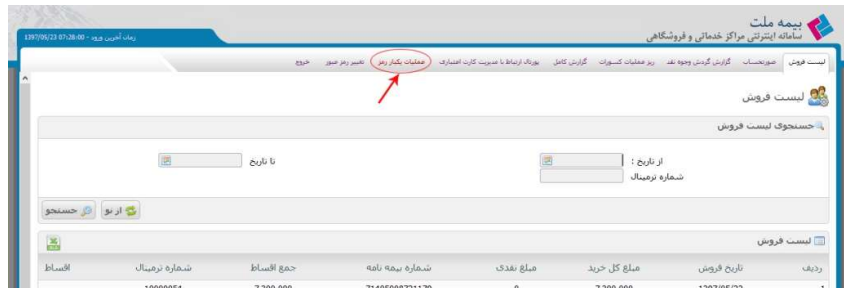 بیمه ملت
سامانه اینترنتی مراکز خدماتی و فروشگاهی
زمان آخرین ورود - 07:28:00 1397/05/23
لیست فروش صورتحساب گزارش گردش وجوه نقد ریز عملیات کسورات گزارش کامل پورتال ارتباط با مدیریت کارت اعتباری عملیات یکبار رمز تغییر رمز عبور خروج
لیست فروش
جستجوی لیست فروش
از تاریخ : تا تاریخ
شماره ترمینال
از نو جستجو
لیست فروش
ردیف تاریخ فروش مبلغ کل خرید مبلغ نقدی شماره بیمه نامه جمع اقساط شماره ترمینال اقساط